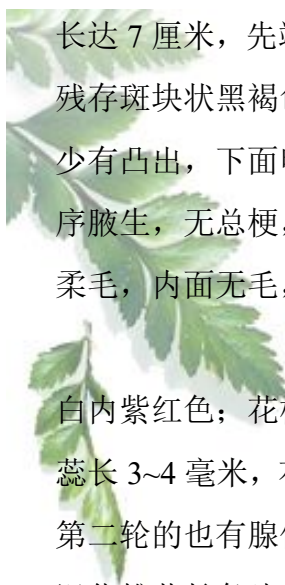 长达 7 厘米，先
残存斑块状黑褐
少有凸出，下面
序腋生，无总梗，
柔毛，内面无毛，
白内紫红色；花
蕊长 3~4 毫米，
第二轮的也有腺